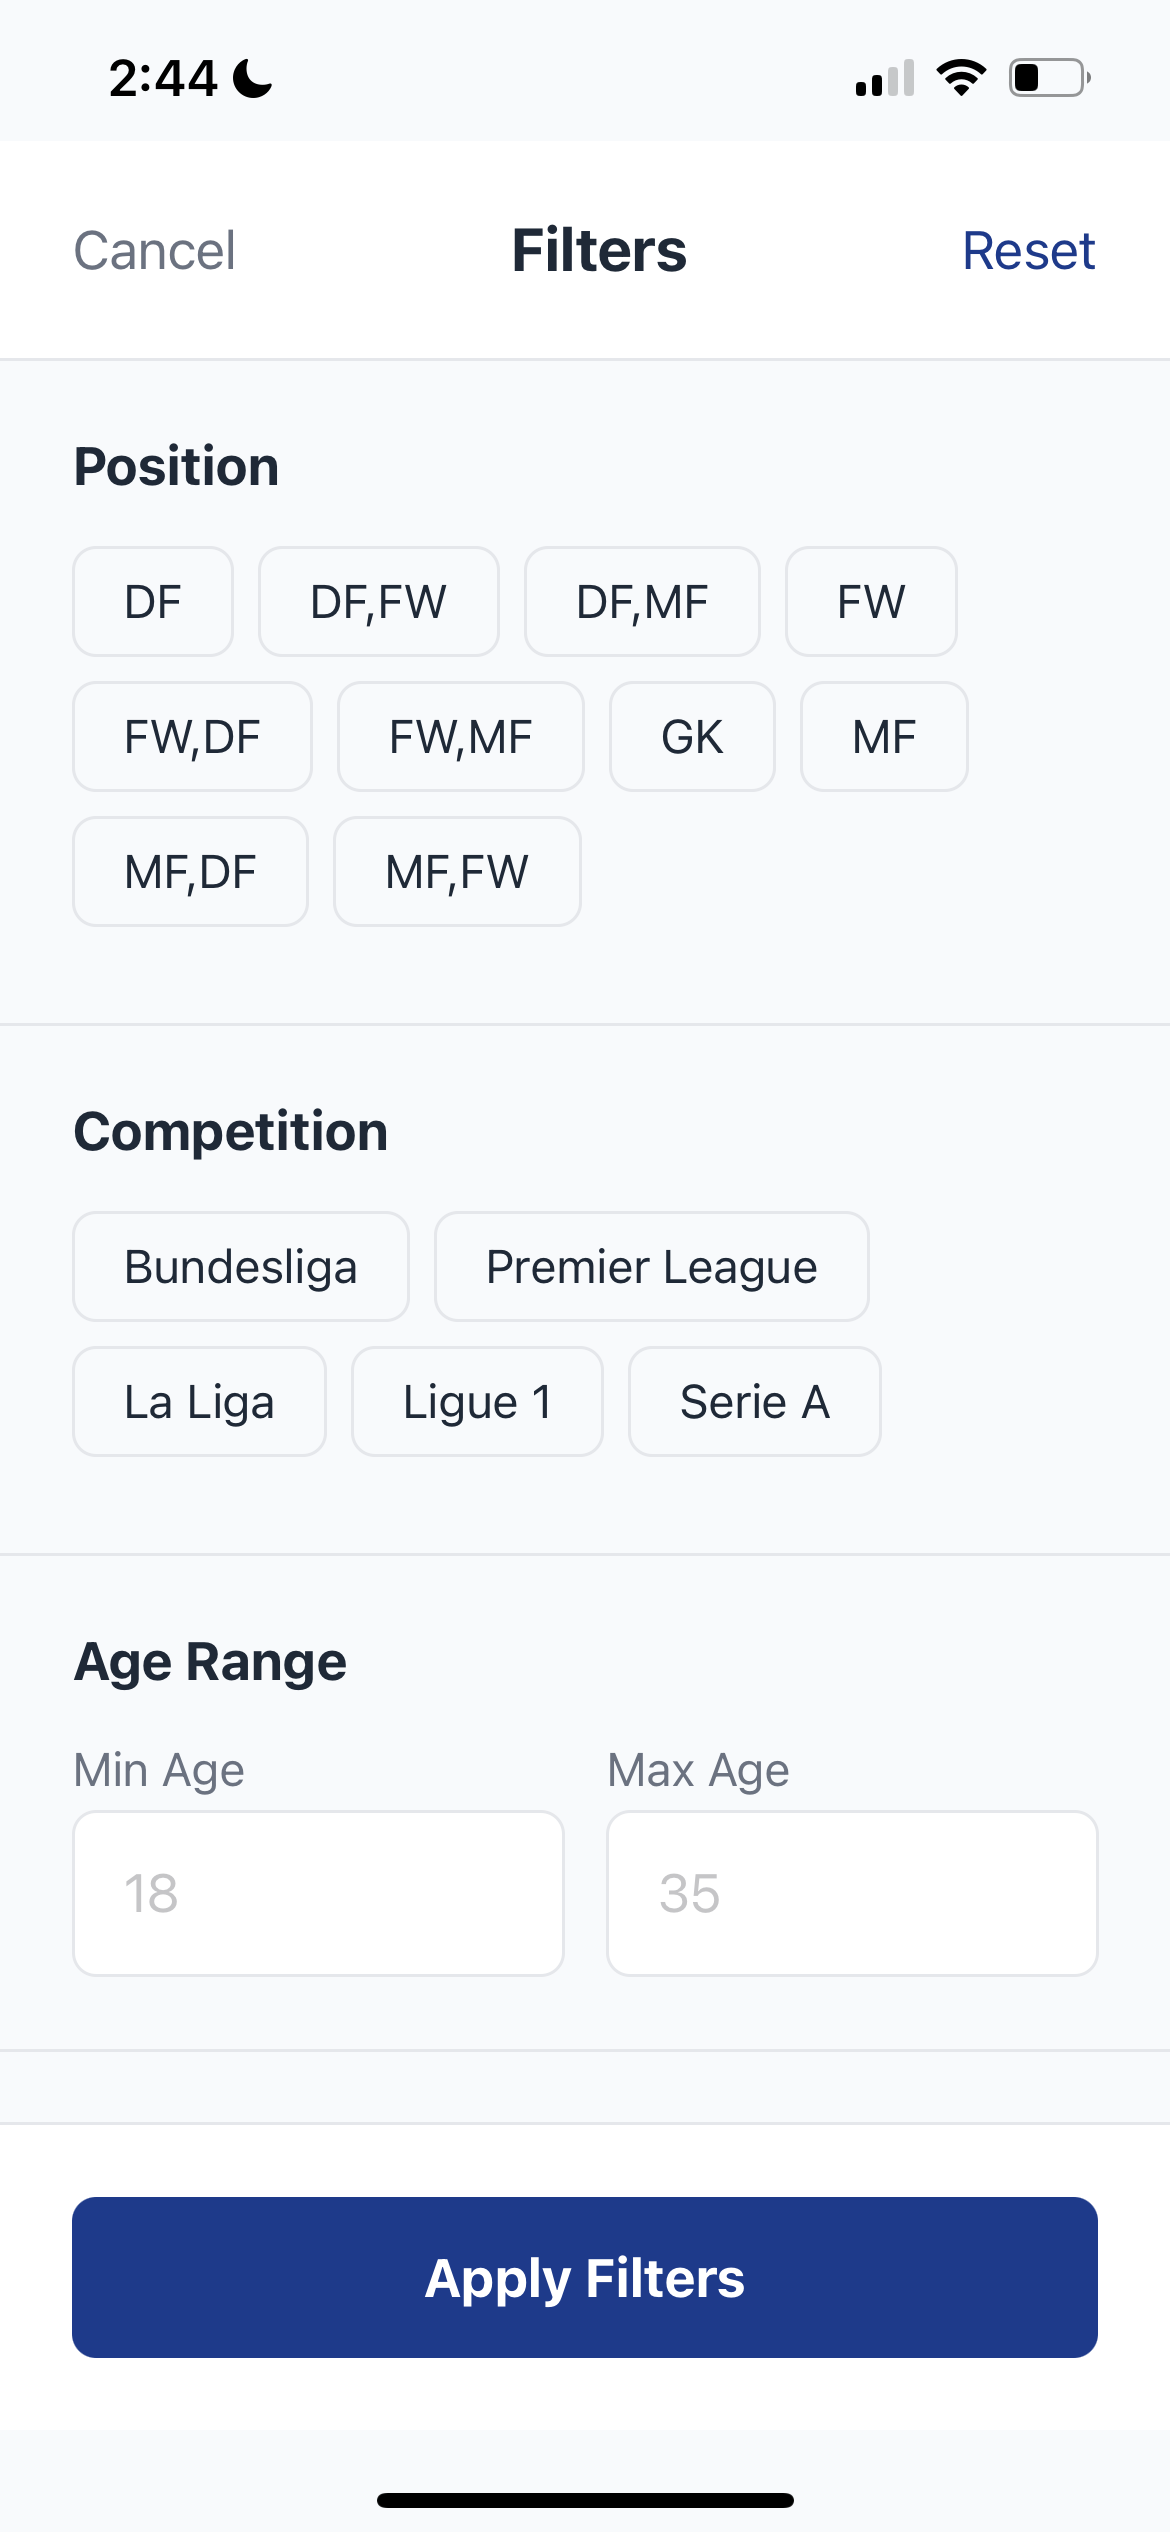 2:44
Cancel Filters Reset
Position
DF DF,FW DF,MF FW
FW,DF FW,MF GK MF
MF,DF MF,FW
Competition
Bundesliga Premier League
La Liga Ligue 1 Serie A
Age Range
Min Age Max Age
18 35
Apply Filters